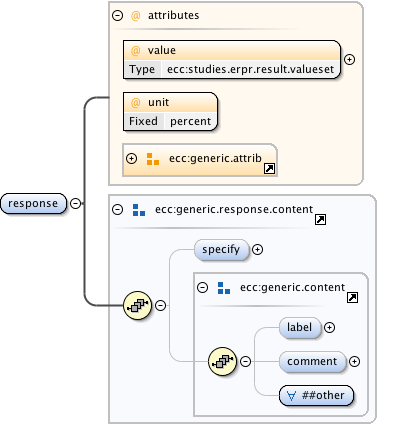 @ attributes
@ value
Type ecc:studies.erpr.result.valueset
@ unit
Fixed percent
ecc:generic.attrib
response
ecc:generic.response.content
specify
ecc:generic.content
label
comment
∀ ##other